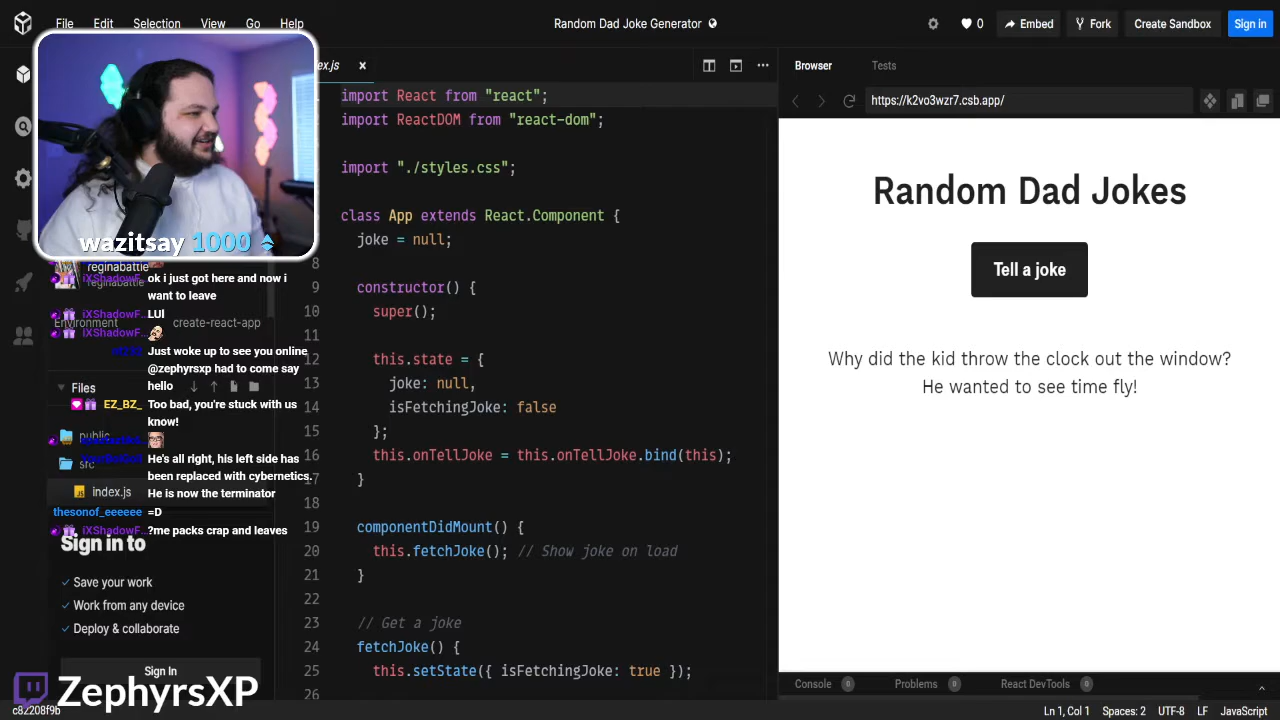 File Edit Selection View Go Help
Random Dad Joke Generator
0 Embed Fork Create Sandbox Sign in
ex.js
import React from "react";
import ReactDOM from "react-dom";
import "./styles.css";
class App extends React.Component {
joke = null;
8
9 constructor() {
10 super();
11
12 this.state = {
13 joke: null,
14 isFetchingJoke: false
15 };
16 this.onTellJoke = this.onTellJoke.bind(this);
17 }
18
19 componentDidMount() {
20 this.fetchJoke(); // Show joke on load
21 }
22
23 // Get a joke
24 fetchJoke() {
25 this.setState({ isFetchingJoke: true });
26
Browser Tests
https://k2vo3wzr7.csb.app/
Random Dad Jokes
Tell a joke
Why did the kid throw the clock out the window?
He wanted to see time fly!
Console 0 Problems 0 React DevTools 0
wazitsay 1000
reginabattle
reginabattle
iXShadowF... ok i just got here and now i
want to leave
iXShadowF... LUl
iXShadowF...
Environment create-react-app
Just woke up to see you online
@zephyrsxp had to come say
hello
Files
EZ_BZ_ Too bad, you're stuck with us
know!
public
src
He's all right, his left side has
been replaced with cybernetics.
He is now the terminator
index.js
thesonof_eeeeee =D
iXShadowF... ?me packs crap and leaves
Sign in to
Save your work
Work from any device
Deploy & collaborate
Sign In
ZephyrsXP
c82208f9b
Ln 1, Col 1 Spaces: 2 UTF-8 LF JavaScript